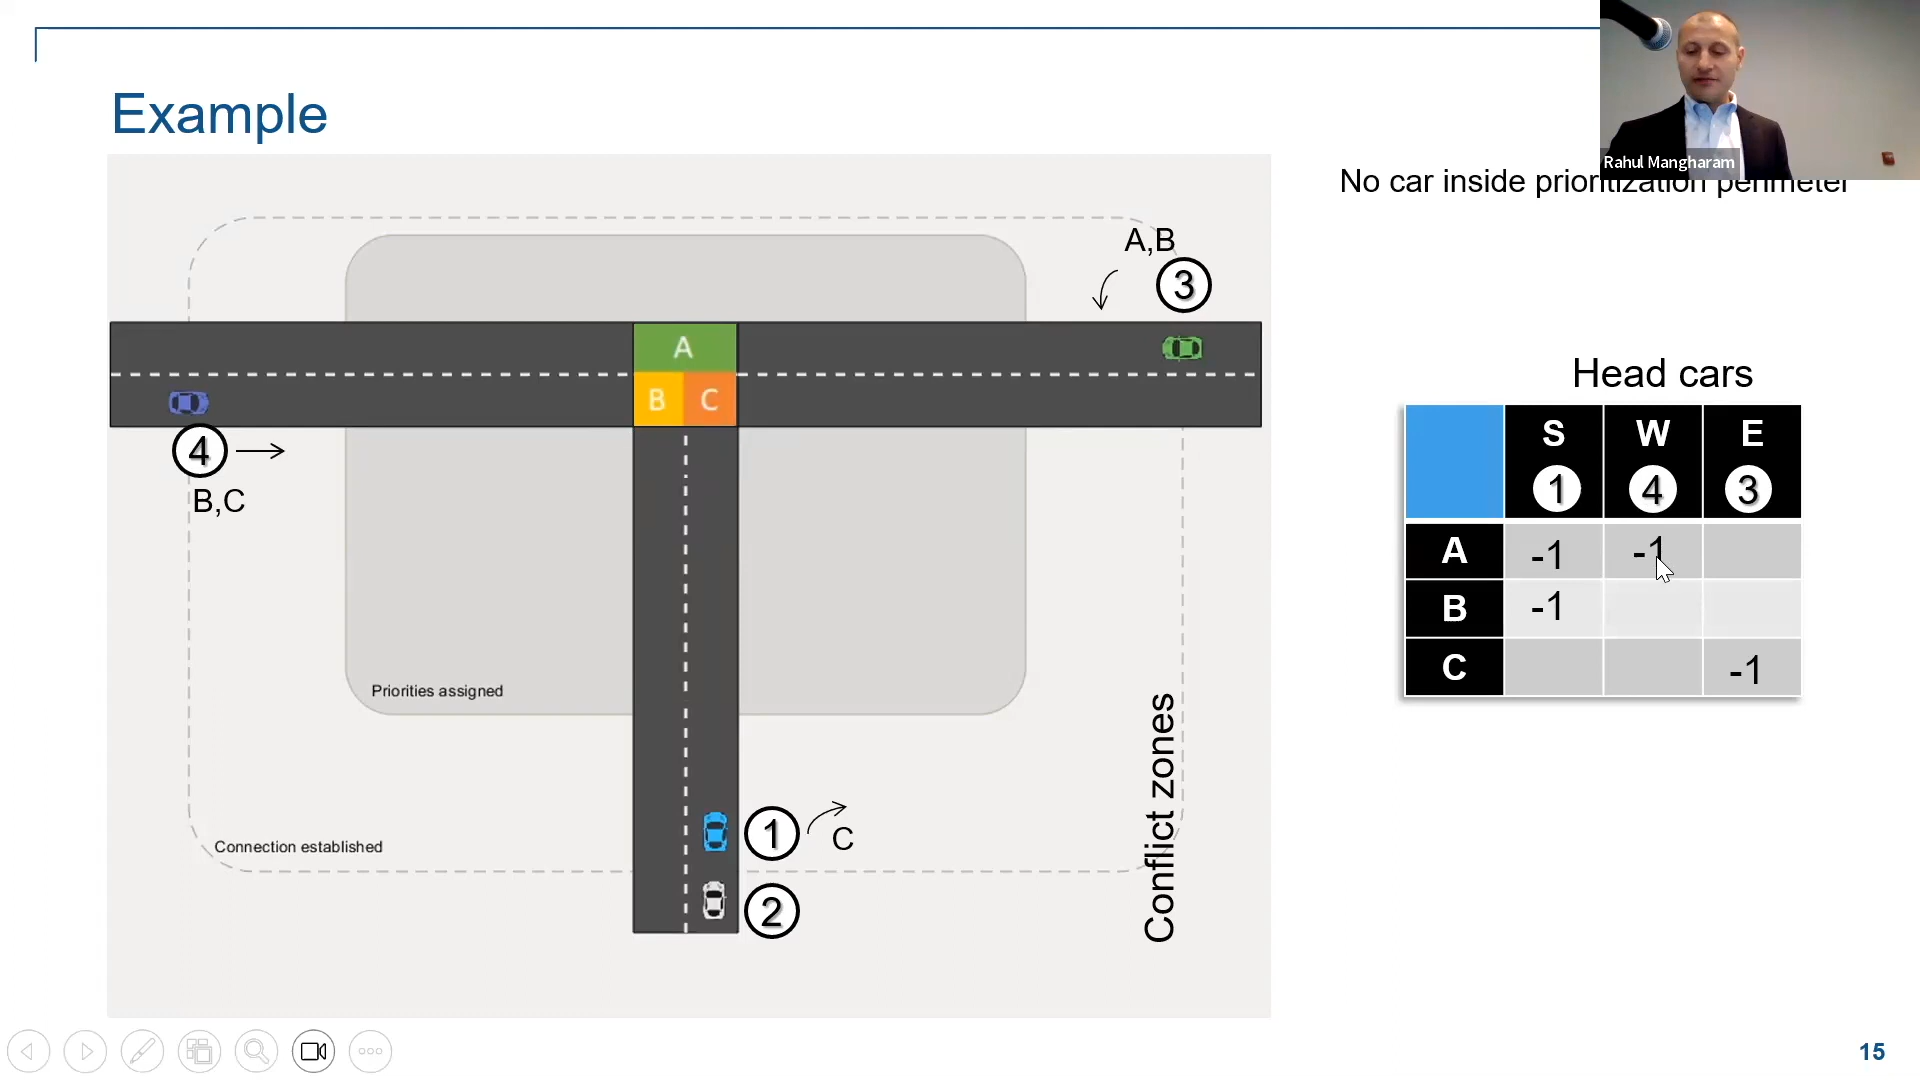 Rahul Mangharam
Example
No car inside prioritization perimeter
A,B
3
A
B C
4
B,C
Priorities assigned
Connection established
1
C
2
Conflict zones
Head cars
S W E
1 4 3
A -1 -1
B -1
C -1
15